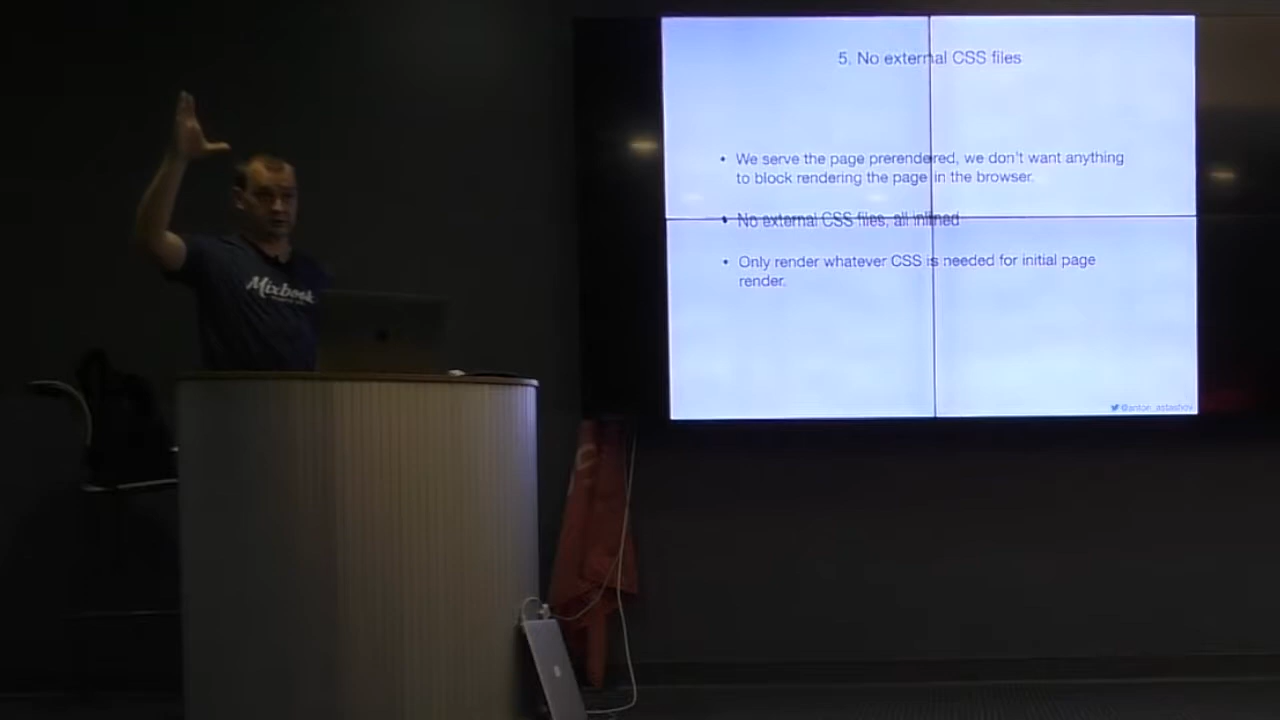 5. No external CSS files
• We serve the page prerendered, we don't want anything
to block rendering the page in the browser.
• No external CSS files, all inlined
• Only render whatever CSS is needed for initial page
render.
@anton_astashov
Mixbook